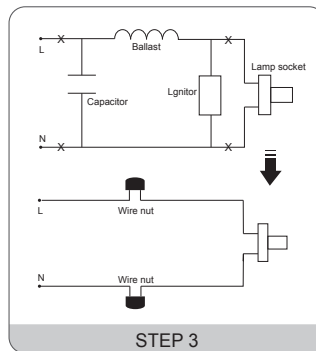 X X
L
Ballast
Lamp socket
Lgnitor
Capacitor
N
X X
L
Wire nut
N
Wire nut
STEP 3